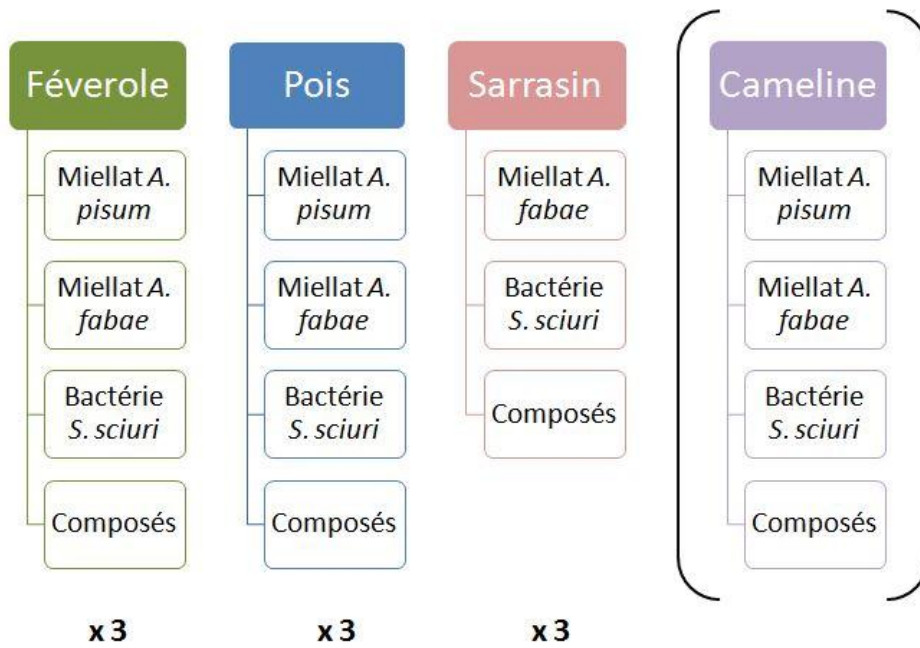 Féverole
Miellat A.
pisum
Miellat A.
fabae
Bactérie
S. sciuri
Composés
x 3
Pois
Miellat A.
pisum
Miellat A.
fabae
Bactérie
S. sciuri
Composés
x 3
Sarrasin
Miellat A.
fabae
Bactérie
S. sciuri
Composés
x 3
Cameline
Miellat A.
pisum
Miellat A.
fabae
Bactérie
S. sciuri
Composés